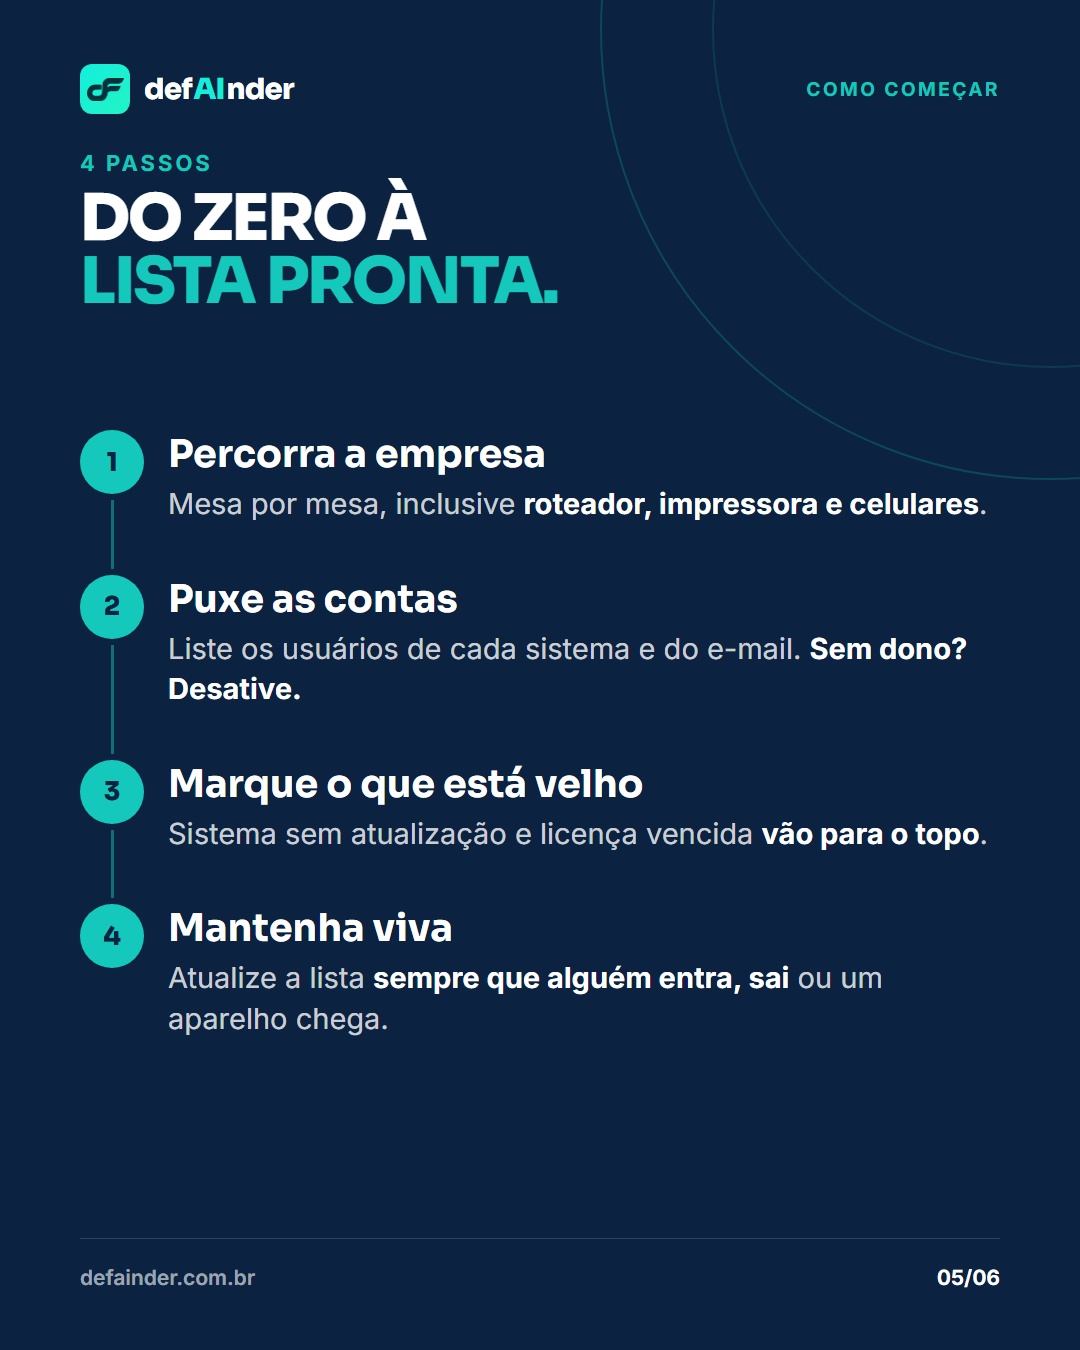 defAInder
COMO COMEÇAR
4 PASSOS
DO ZERO À
LISTA PRONTA.
1
Percorra a empresa
Mesa por mesa, inclusive roteador, impressora e celulares.
2
Puxe as contas
Liste os usuários de cada sistema e do e-mail. Sem dono?
Desative.
3
Marque o que está velho
Sistema sem atualização e licença vencida vão para o topo.
4
Mantenha viva
Atualize a lista sempre que alguém entra, sai ou um
aparelho chega.
defainder.com.br
05/06